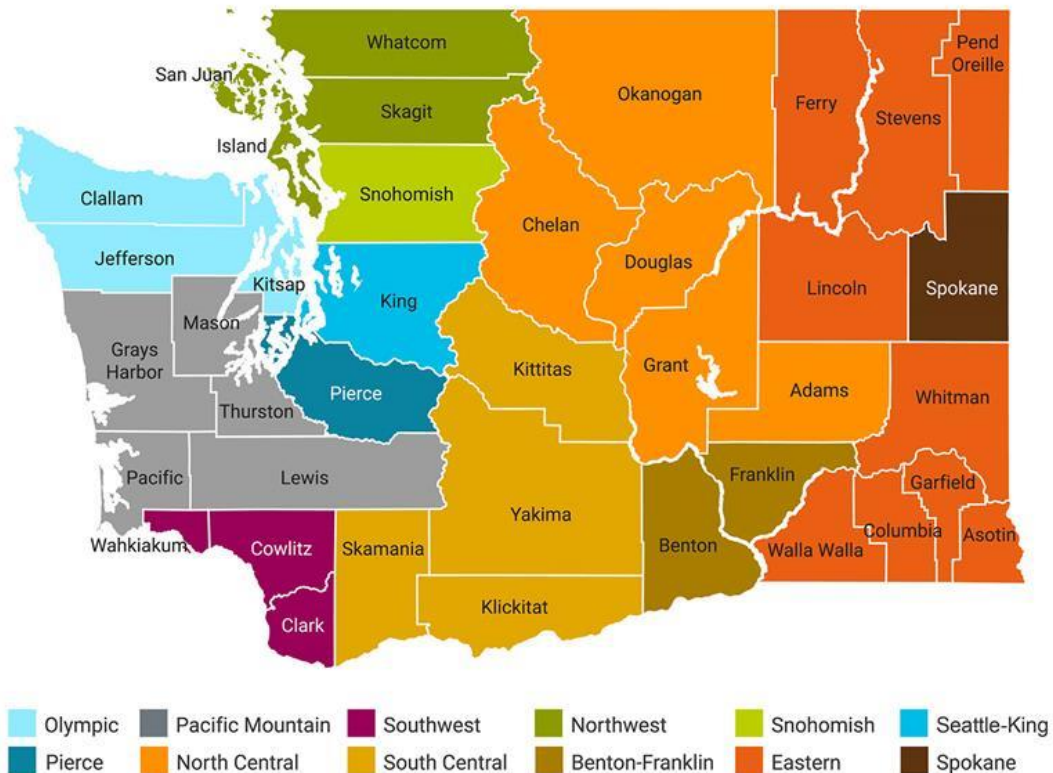 Whatcom
San Juan
Skagit
Island
Snohomish
Okanogan
Ferry
Stevens
Pend
Oreille
Clallam
Jefferson
Kitsap
King
Chelan
Douglas
Lincoln
Spokane
Mason
Grays
Harbor
Thurston
Pierce
Kittitas
Grant
Adams
Whitman
Pacific
Lewis
Yakima
Franklin
Garfield
Wahkiakum
Cowlitz
Skamania
Benton
Walla Walla
Columbia
Asotin
Clark
Klickitat
Olympic
Pacific Mountain
Southwest
Northwest
Snohomish
Seattle-King
Pierce
North Central
South Central
Benton-Franklin
Eastern
Spokane